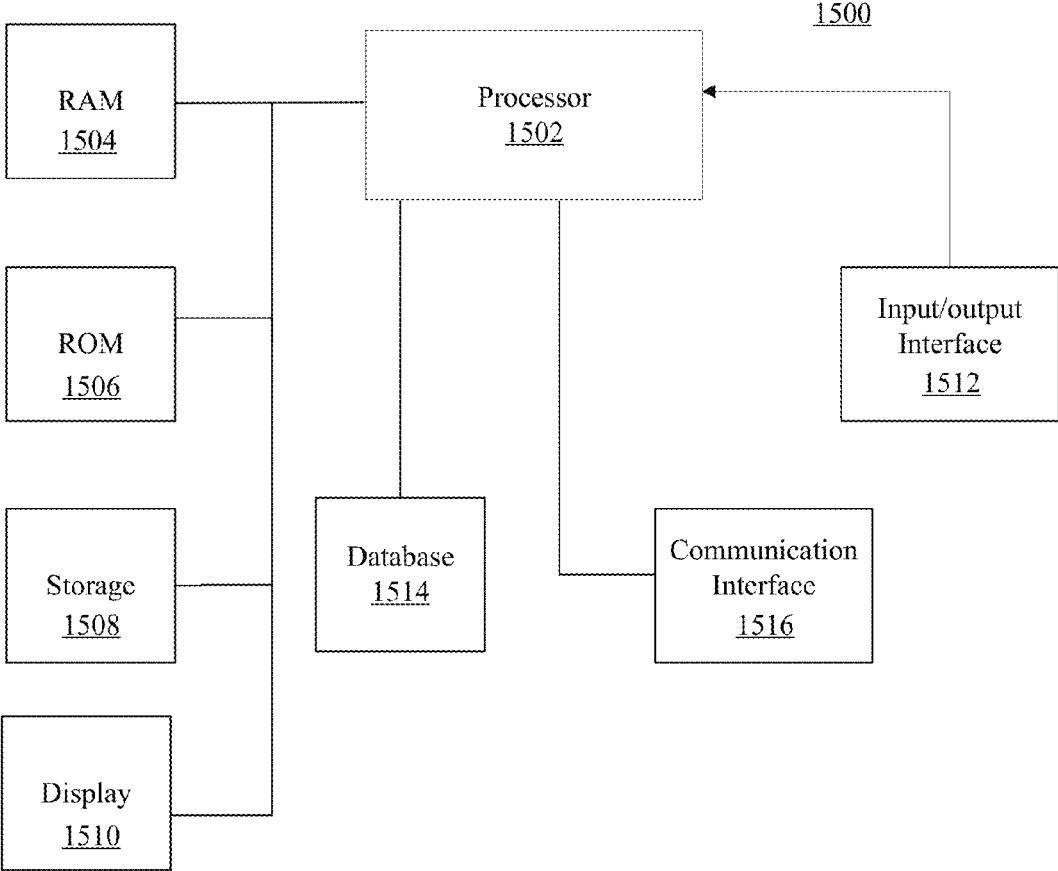 1500
RAM
1504
Processor
1502
ROM
1506
Input/output
Interface
1512
Storage
1508
Database
1514
Communication
Interface
1516
Display
1510